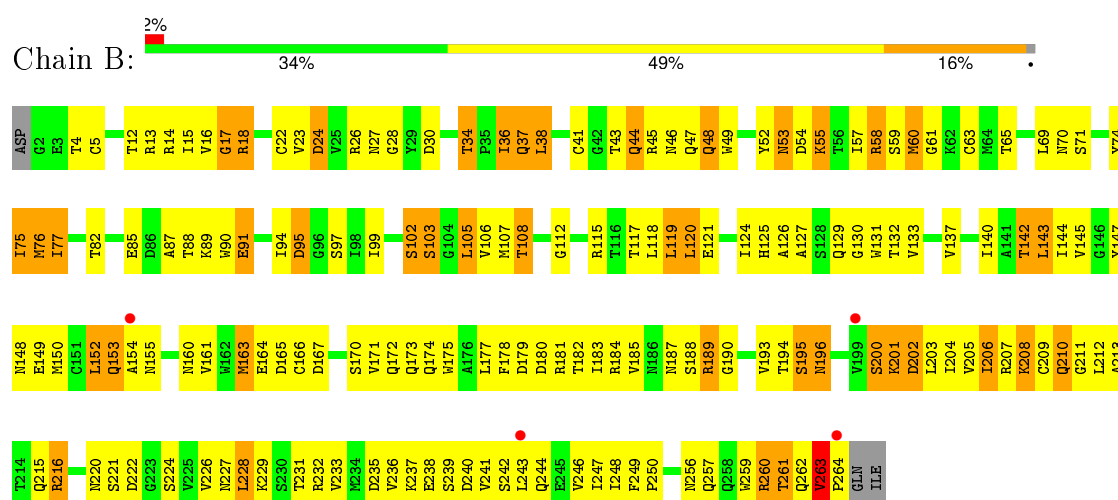 2%
Chain B:
34% 49% 16% •
ASP G2 E3 T4 C5 T12 R13 R14 I15 V16 G17 R18 C22 V23 D24 V25 R26 N27 G28 Y29 D30 T34 P35 I36 Q37 L38 C41 G42 T43 Q44 R45 N46 Q47 Q48 W49 Y52 N53 D54 K55 T56 I57 R58 S59 M60 G61 K62 C63 M64 T65 L69 N70 S71 Y74
I75 M76 I77 T82 E85 D86 A87 T88 K89 W90 E91 I94 D95 G96 S97 I98 I99 S102 S103 G104 L105 V106 M107 T108 G112 R115 T116 T117 L118 L119 L120 E121 I124 H125 A126 A127 S128 Q129 G130 W131 T132 V133 V137 I140 A141 T142 L143 I144 V145 G146 Y147
N148 E149 M150 C151 L152 Q153 A154 N155 N160 V161 W162 M163 E164 D165 C166 D167 S170 V171 Q172 Q173 Q174 W175 A176 L177 F178 D179 D180 R181 T182 I183 R184 V185 N186 N187 S188 R189 G190 V193 T194 S195 N196 V199 S200 K201 D202 L203 I204 V205 I206 R207 K208 C209 Q210 G211 L212 A213
T214 Q215 R216 N220 S221 D222 G223 S224 V225 V226 N227 L228 K229 S230 T231 R232 V233 M234 D235 V236 K237 E238 S239 D240 V241 S242 L243 Q244 E245 V246 I247 I248 F249 P250 N256 Q257 Q258 W259 R260 T261 Q262 V263 P264 GLN ILE